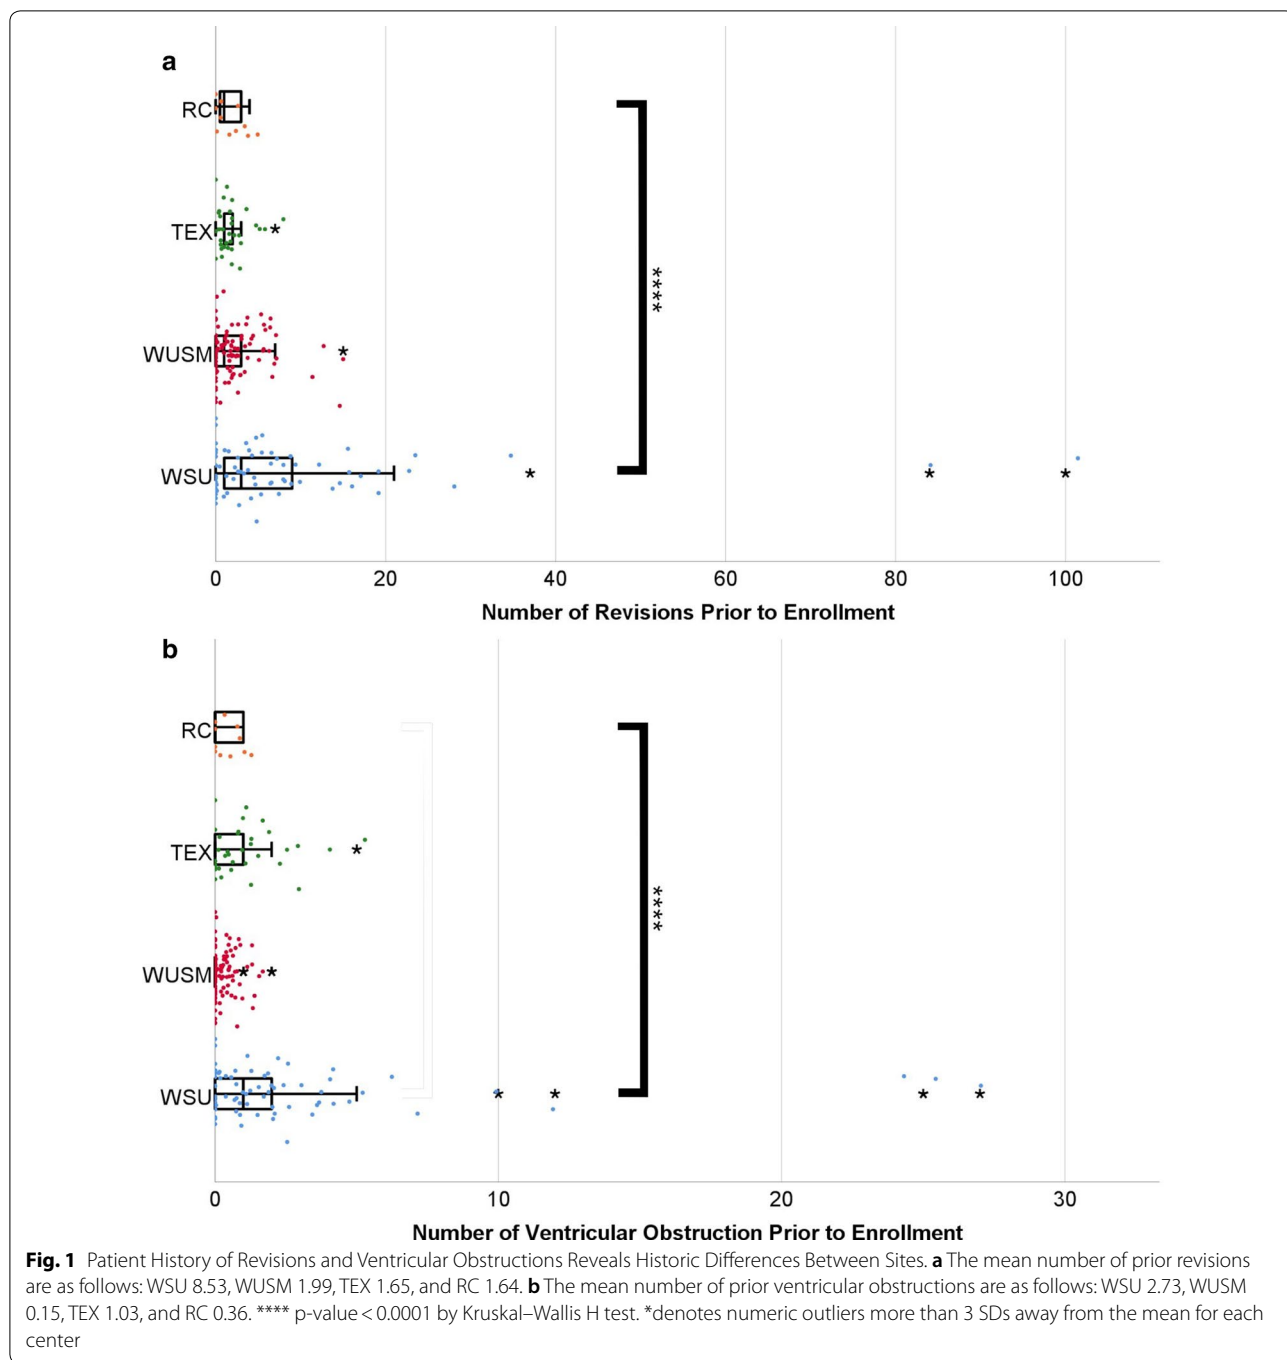 a
RC
TEX
*
****
WUSM
*
WSU
* * *
0 20 40 60 80 100
Number of Revisions Prior to Enrollment
b
RC
TEX
*
****
WUSM
* *
WSU
* * * *
0 10 20 30
Number of Ventricular Obstruction Prior to Enrollment
Fig. 1 Patient History of Revisions and Ventricular Obstructions Reveals Historic Differences Between Sites. a The mean number of prior revisions
are as follows: WSU 8.53, WUSM 1.99, TEX 1.65, and RC 1.64. b The mean number of prior ventricular obstructions are as follows: WSU 2.73, WUSM
0.15, TEX 1.03, and RC 0.36. **** p-value < 0.0001 by Kruskal–Wallis H test. *denotes numeric outliers more than 3 SDs away from the mean for each
center